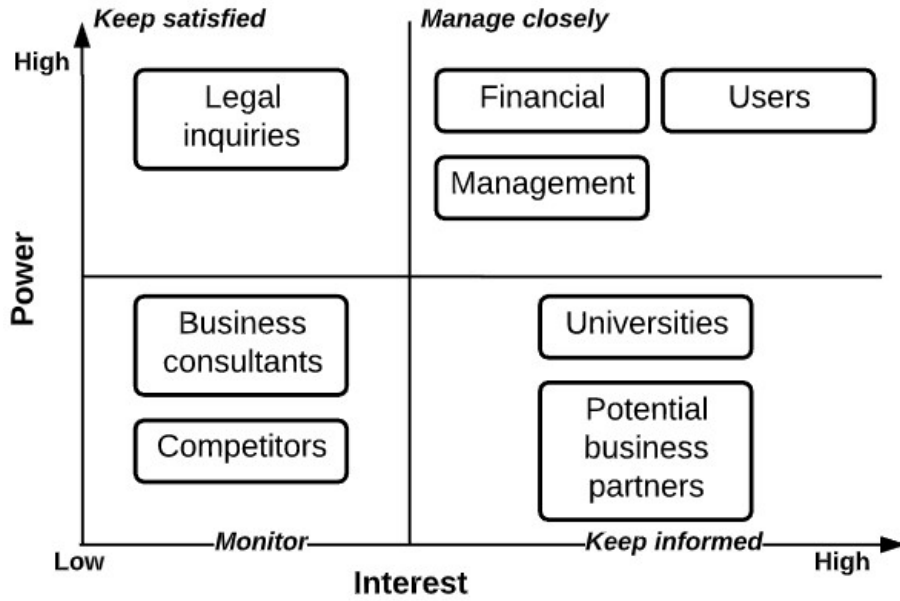 Keep satisfied
Manage closely
High
Legal
inquiries
Financial
Users
Management
Power
Business
consultants
Universities
Competitors
Potential
business
partners
Monitor
Keep informed
Low
High
Interest